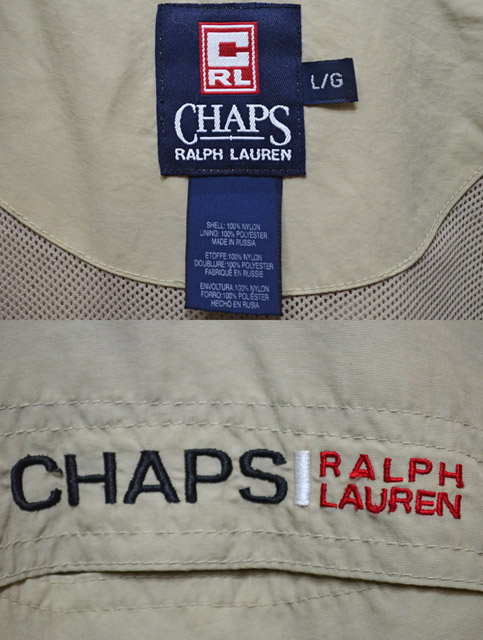 C
RL
L/G
CHAPS
RALPH LAUREN
SHELL: 100% NYLON
LINING: 100% POLYESTER
MADE IN RUSSIA
ETOFFE: 100% NYLON
DOUBLURE: 100% POLYESTER
FABRIQUÉ EN RUSSIE
ENVOLTURA: 100% NYLON
FORRO: 100% POLIÉSTER
HECHO EN RUSIA
CHAPS | RALPH
LAUREN